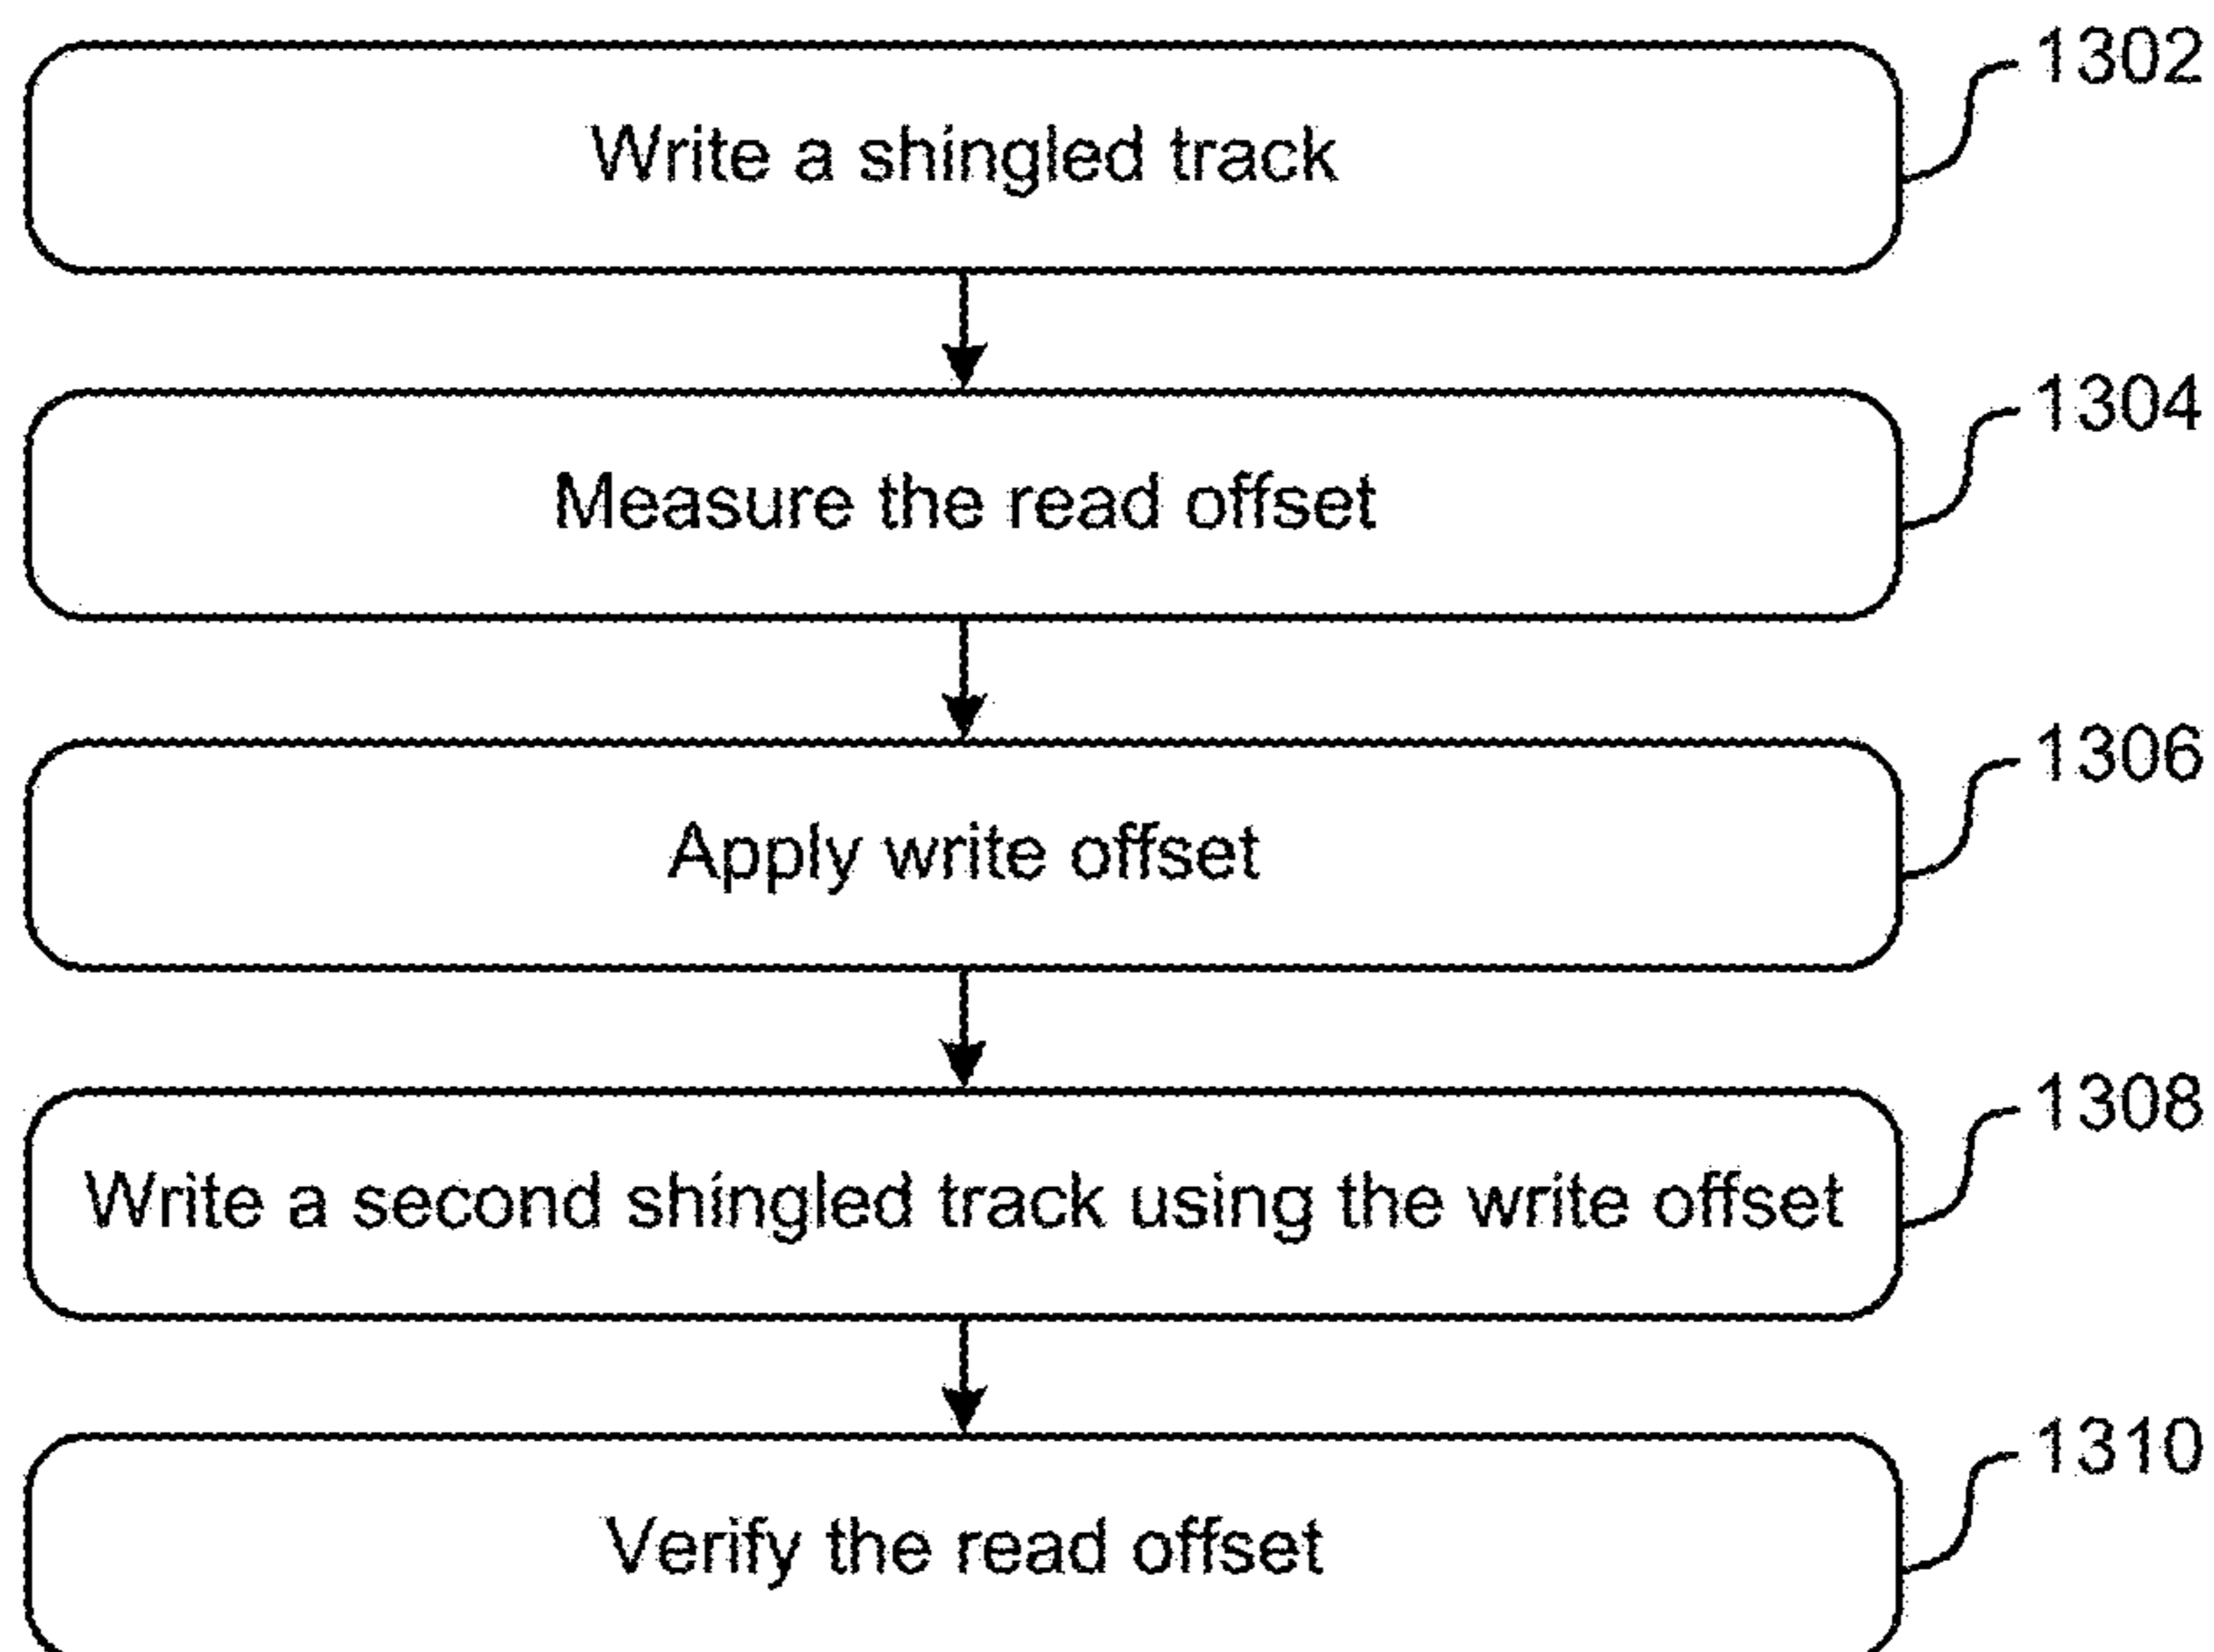 1302
Write a shingled track
1304
Measure the read offset
1306
Apply write offset
1308
Write a second shingled track using the write offset
1310
Verify the read offset